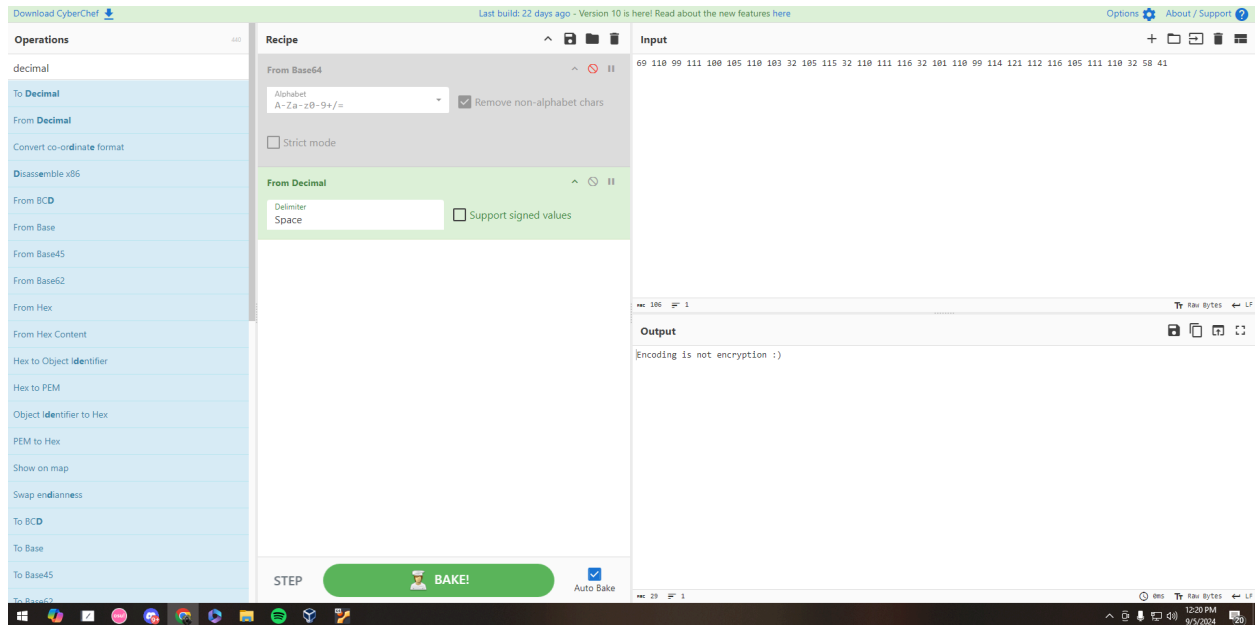 Download CyberChef
Last build: 22 days ago - Version 10 is here! Read about the new features here
Options
About / Support
Operations
440
decimal
To Decimal
From Decimal
Convert co-ordinate format
Disassemble x86
From BCD
From Base
From Base45
From Base62
From Hex
From Hex Content
Hex to Object Identifier
Hex to PEM
Object Identifier to Hex
PEM to Hex
Show on map
Swap endianness
To BCD
To Base
To Base45
To Base62
Recipe
From Base64
Alphabet
A-Za-z0-9+/=
Remove non-alphabet chars
Strict mode
From Decimal
Delimiter
Space
Support signed values
STEP
BAKE!
Auto Bake
Input
69 110 99 111 100 105 110 103 32 105 115 32 110 111 116 32 101 110 99 114 121 112 116 105 111 110 32 58 41
106
1
Raw Bytes
LF
Output
Encoding is not encryption :)
29
1
0ms
Raw Bytes
LF
12:20 PM
9/5/2024
20